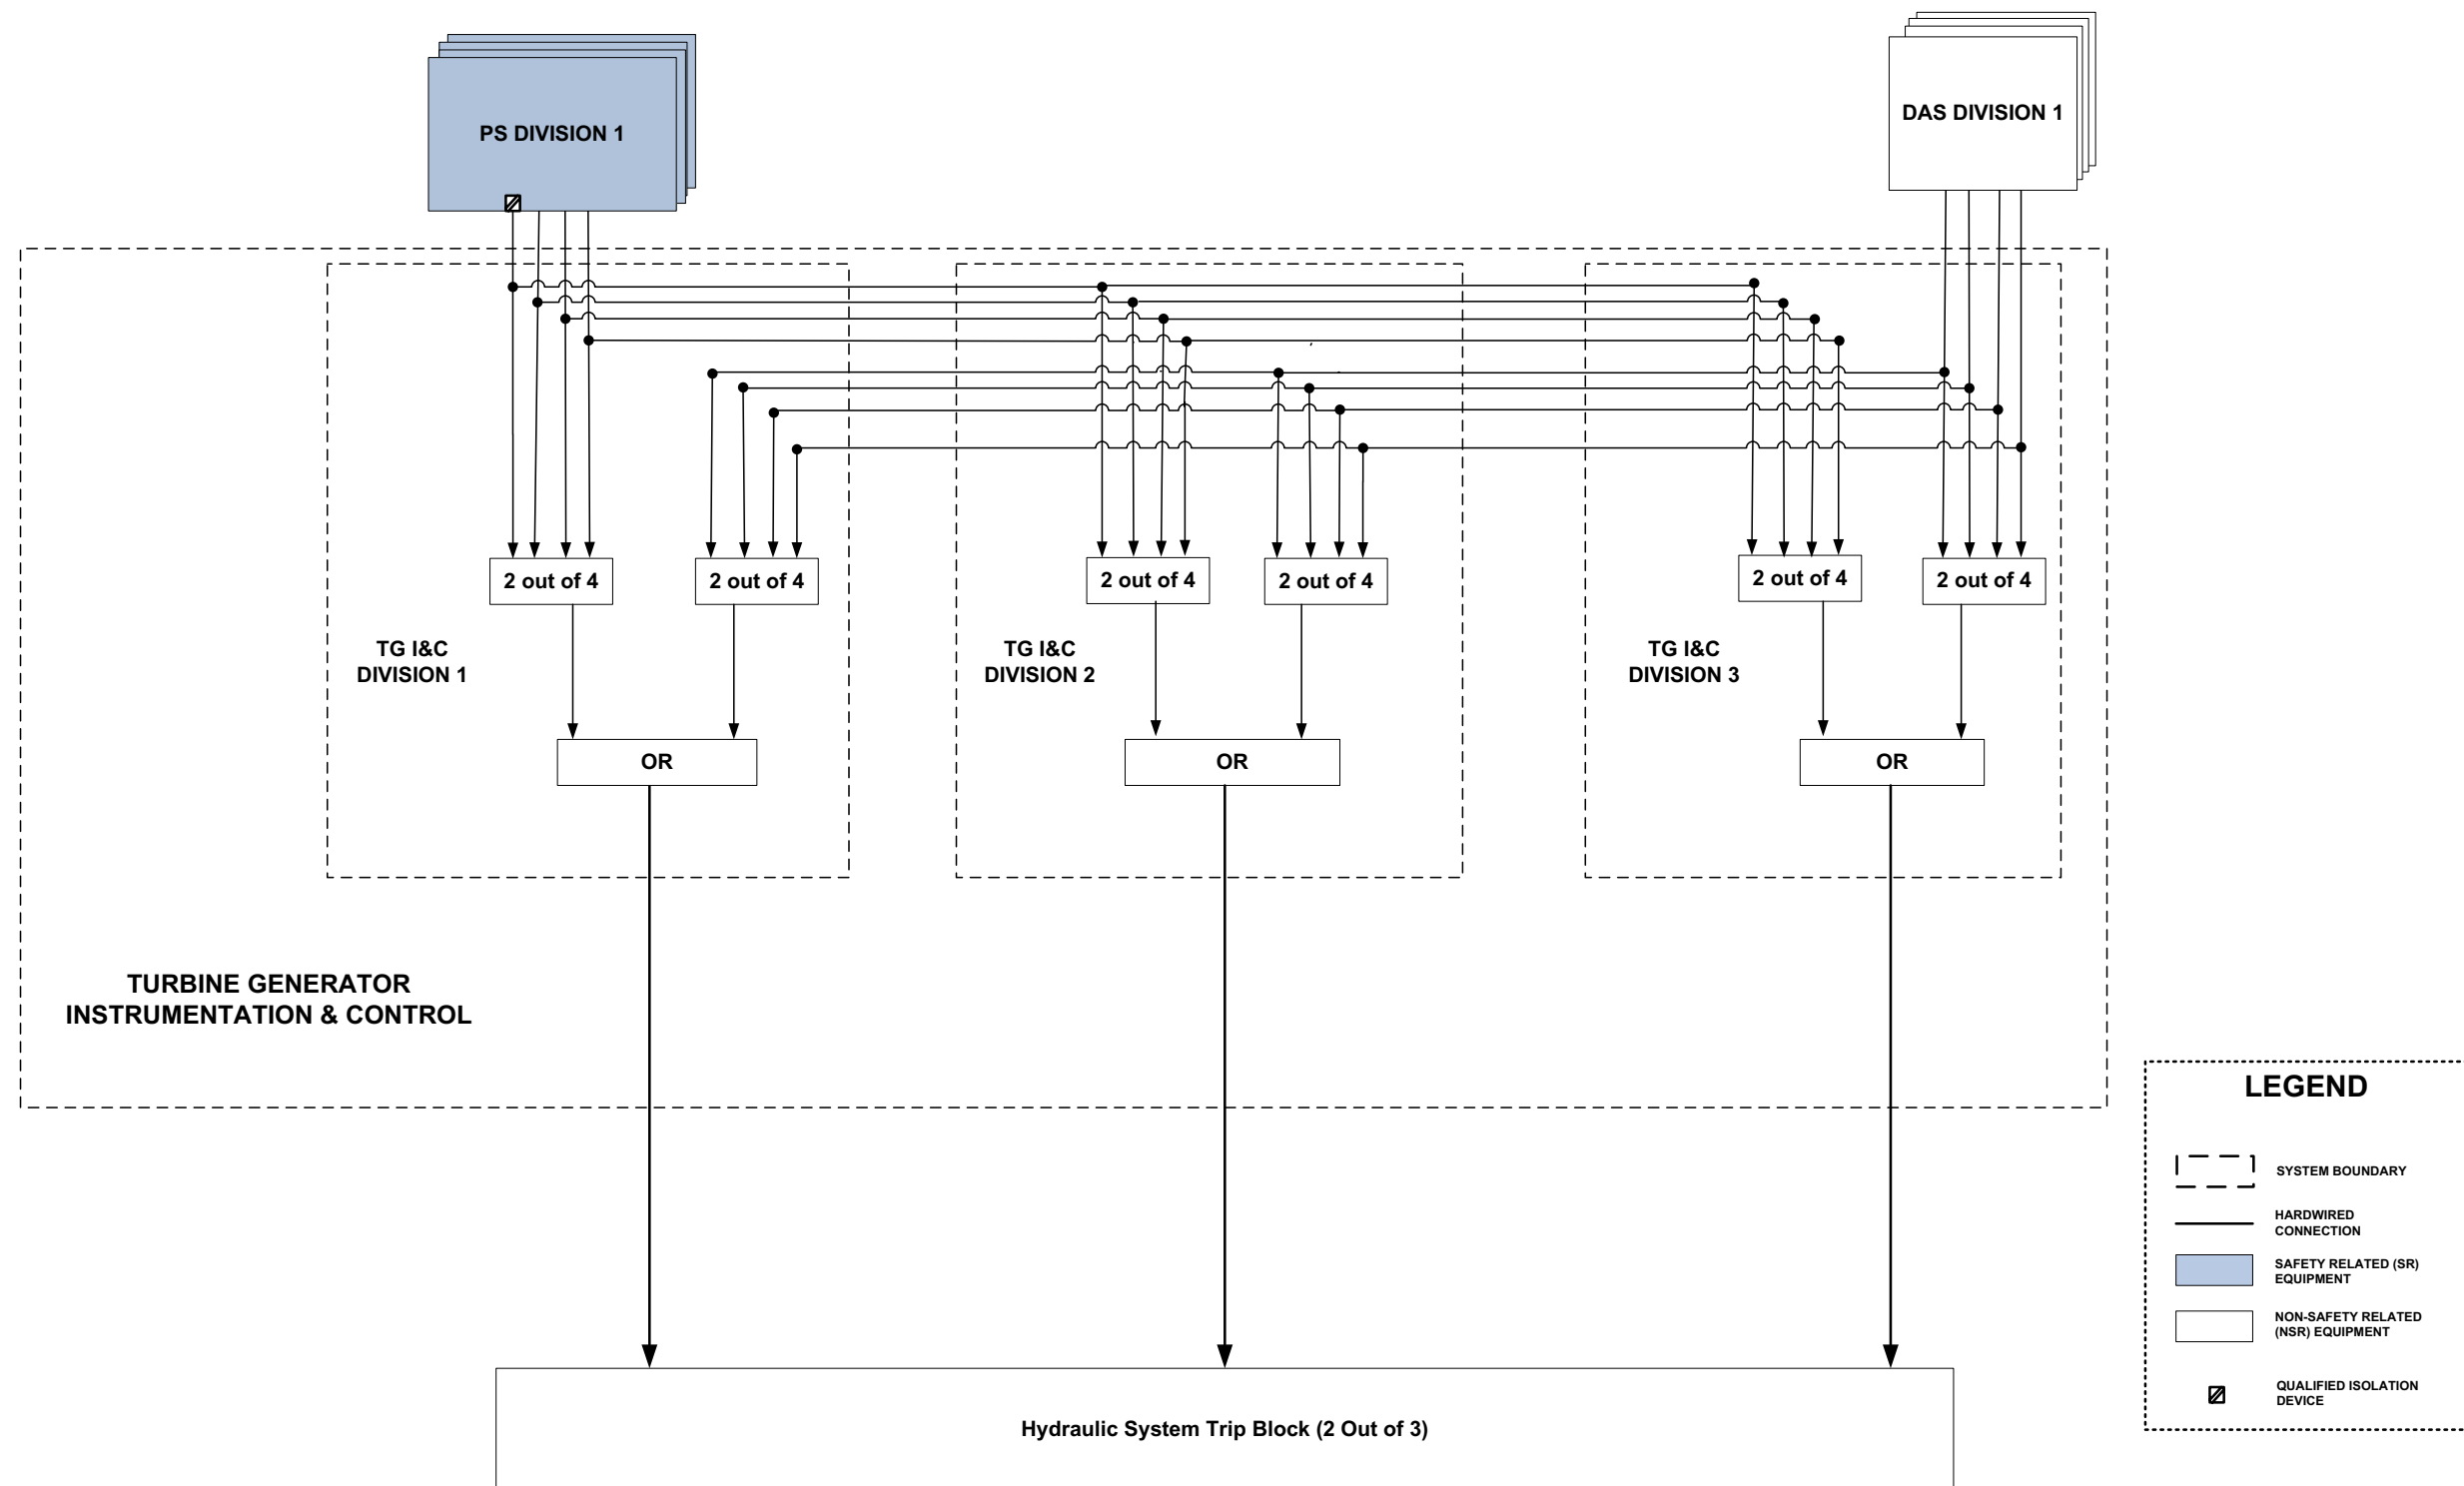 PS DIVISION 1
DAS DIVISION 1
2 out of 4
2 out of 4
2 out of 4
2 out of 4
2 out of 4
2 out of 4
TG I&C
DIVISION 1
TG I&C
DIVISION 2
TG I&C
DIVISION 3
OR
OR
OR
TURBINE GENERATOR
INSTRUMENTATION & CONTROL
LEGEND
SYSTEM BOUNDARY
HARDWIRED
CONNECTION
SAFETY RELATED (SR)
EQUIPMENT
NON-SAFETY RELATED
(NSR) EQUIPMENT
QUALIFIED ISOLATION
DEVICE
Hydraulic System Trip Block (2 Out of 3)